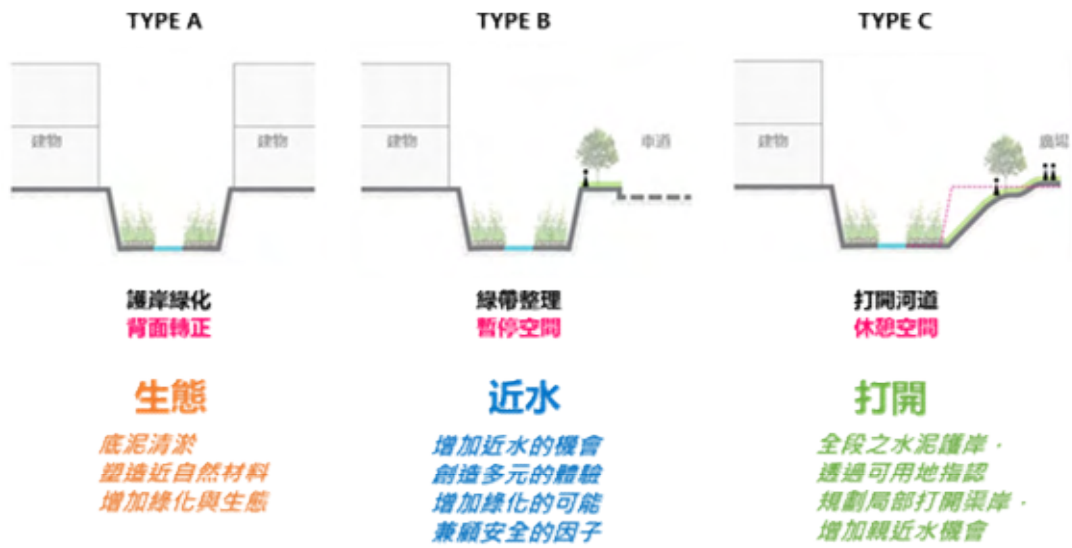 TYPE A
TYPE B
TYPE C
建物
建物
建物
車道
建物
廣場
護岸綠化
背面轉正
綠帶整理
暫停空間
打開河道
休憩空間
生態
近水
打開
底泥清淤
塑造近自然材料
增加綠化與生態
增加近水的機會
創造多元的體驗
增加綠化的可能
兼顧安全的因子
全段之水泥護岸，
透過可用地指認
規劃局部打開渠岸，
增加親近水機會